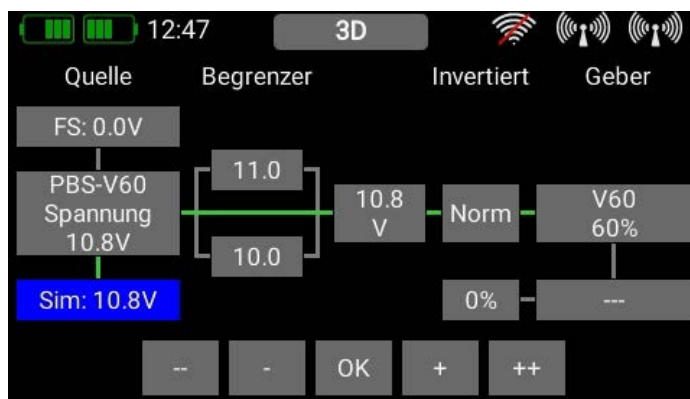 12:47 3D
Quelle Begrenzer Invertiert Geber
FS: 0.0V
11.0
PBS-V60
Spannung
10.8V
10.8
V
Norm
V60
60%
10.0
Sim: 10.8V
0%
---
-- - OK + ++